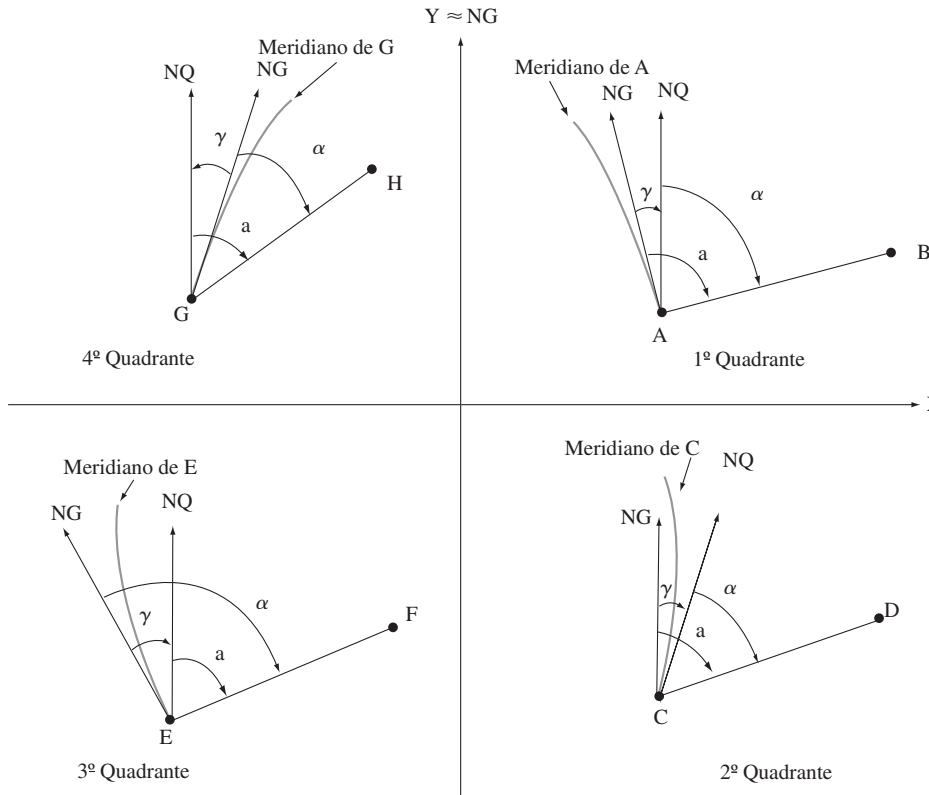 Y ≈ NG
Meridiano de G
NQ
NG
γ
α
H
a
G
4º Quadrante
Meridiano de A
NG
NQ
γ
α
a
B
A
1º Quadrante
Meridiano de E
NG
NQ
γ
α
a
F
E
3º Quadrante
Meridiano de C
NQ
NG
γ
α
a
D
C
2º Quadrante